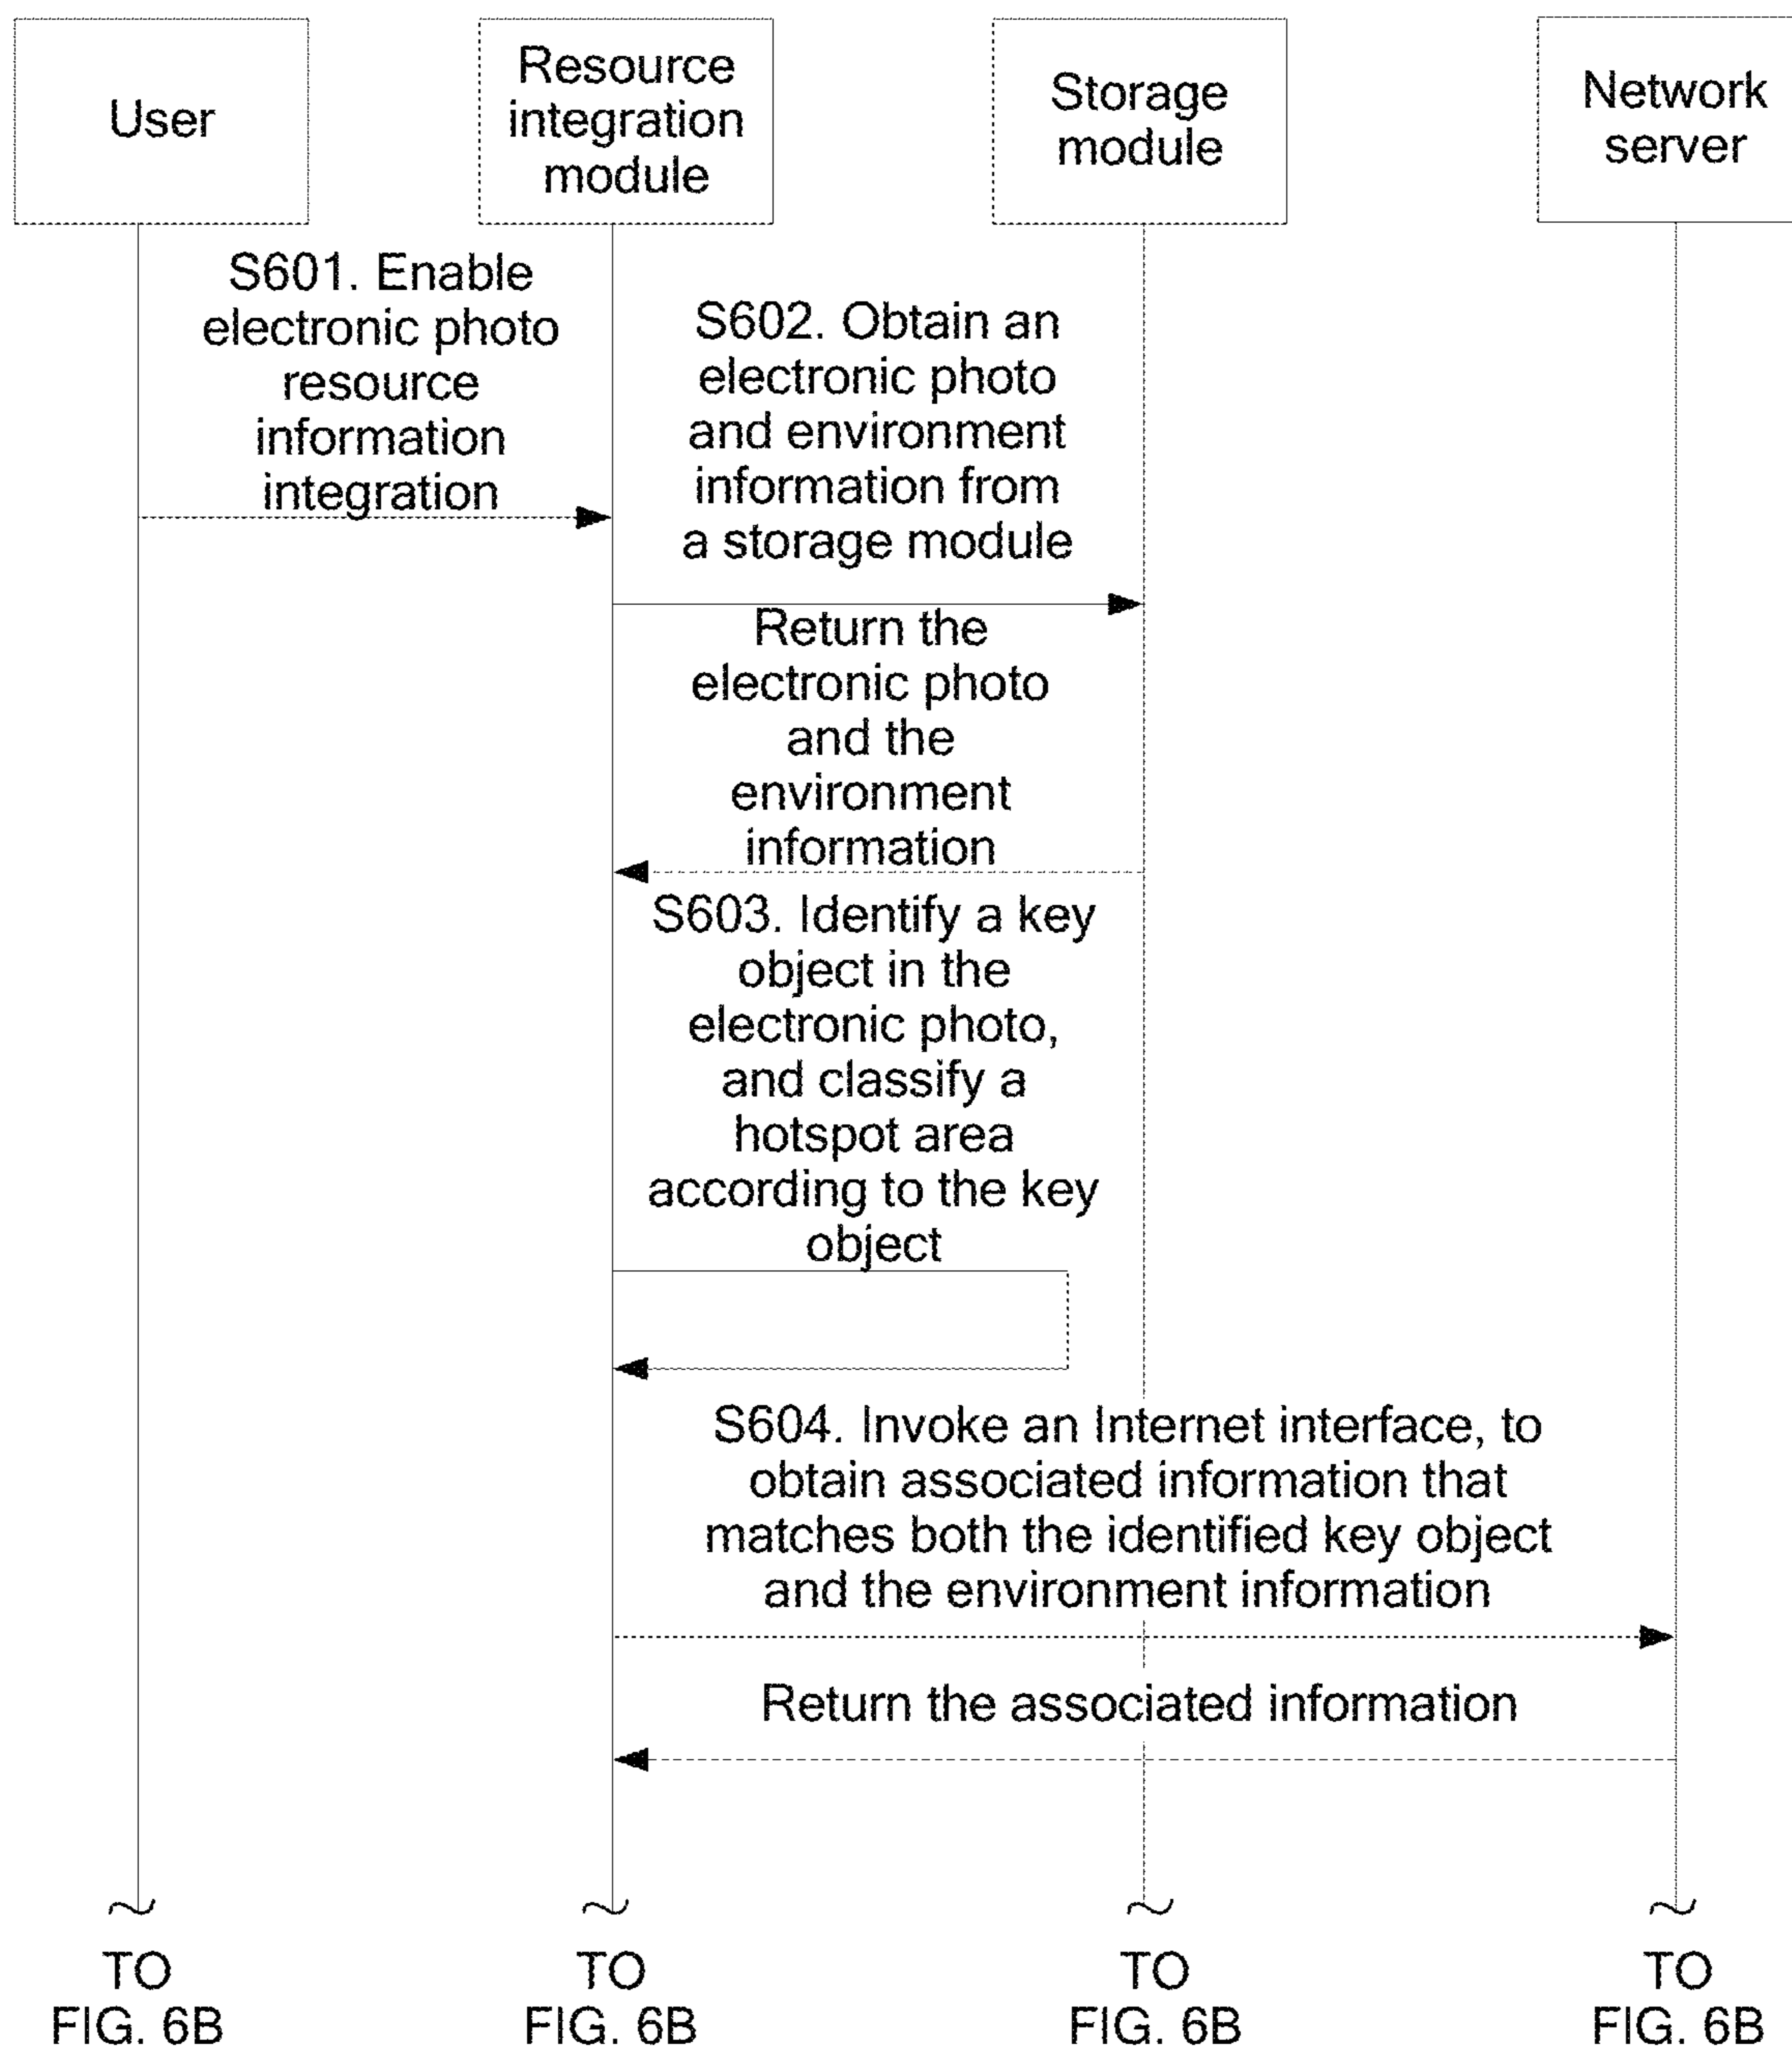 User
Resource
integration
module
Storage
module
Network
server
S601. Enable
electronic photo
resource
information
integration
S602. Obtain an
electronic photo
and environment
information from
a storage module
Return the
electronic photo
and the
environment
information
S603. Identify a key
object in the
electronic photo,
and classify a
hotspot area
according to the key
object
S604. Invoke an Internet interface, to
obtain associated information that
matches both the identified key object
and the environment information
Return the associated information
TO
FIG. 6B
TO
FIG. 6B
TO
FIG. 6B
TO
FIG. 6B